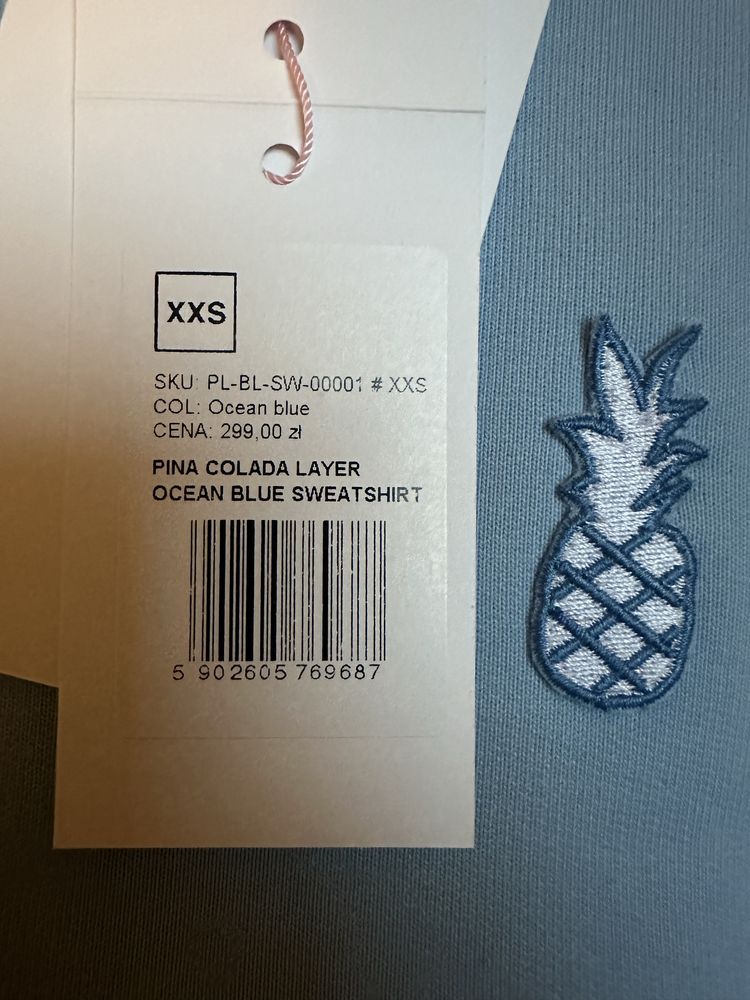 XXS
SKU: PL-BL-SW-00001 # XXS
COL: Ocean blue
CENA: 299,00 zł
PINA COLADA LAYER
OCEAN BLUE SWEATSHIRT
5 902605 769687